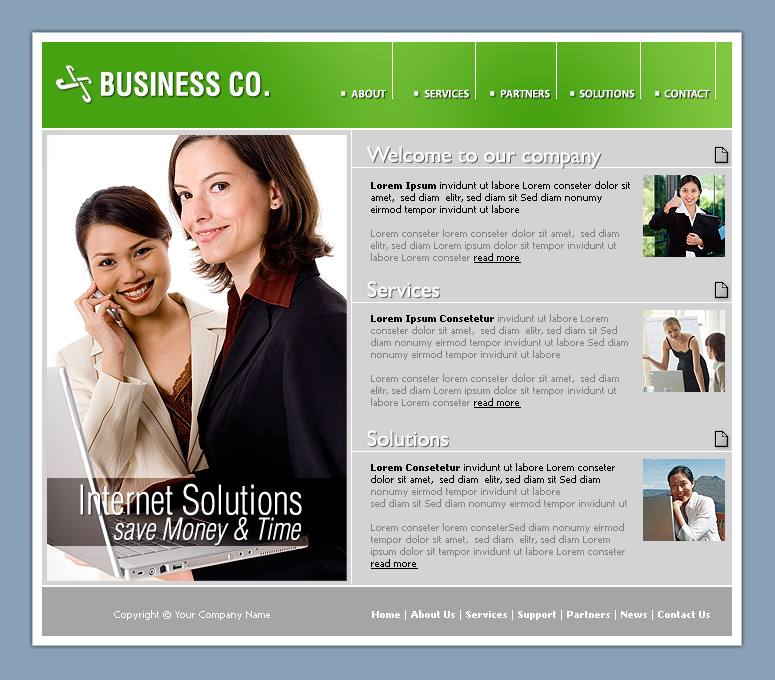 BUSINESS CO.
ABOUT
SERVICES
PARTNERS
SOLUTIONS
CONTACT
Internet Solutions
save Money & Time
Welcome to our company
Lorem Ipsum invidunt ut labore Lorem conseter dolor sit
amet, sed diam elitr, sed diam sit Sed diam nonumy
eirmod tempor invidunt ut labore
Lorem conseter lorem conseter dolor sit amet, sed diam
elitr, sed diam Lorem ipsum dolor sit tempor invidunt ut
labore Lorem conseter read more
Services
Lorem Ipsum Consetetur invidunt ut labore Lorem
conseter dolor sit amet, sed diam elitr, sed diam sit Sed
diam nonumy eirmod tempor invidunt ut labore Sed diam
nonumy eirmod tempor invidunt ut labore
Lorem conseter lorem conseter dolor sit amet, sed diam
elitr, sed diam Lorem ipsum dolor sit tempor invidunt ut
labore Lorem conseter read more
Solutions
Lorem Consetetur invidunt ut labore Lorem conseter
dolor sit amet, sed diam elitr, sed diam sit Sed diam
nonumy eirmod tempor invidunt ut labore
sed diam sit Sed diam nonumy eirmod tempor invidunt ut
Lorem conseter lorem conseterSed diam nonumy eirmod
tempor dolor sit amet, sed diam elitr, sed diam Lorem
ipsum dolor sit tempor invidunt ut labore Lorem conseter
read more
Copyright © Your Company Name
Home | About Us | Services | Support | Partners | News | Contact Us